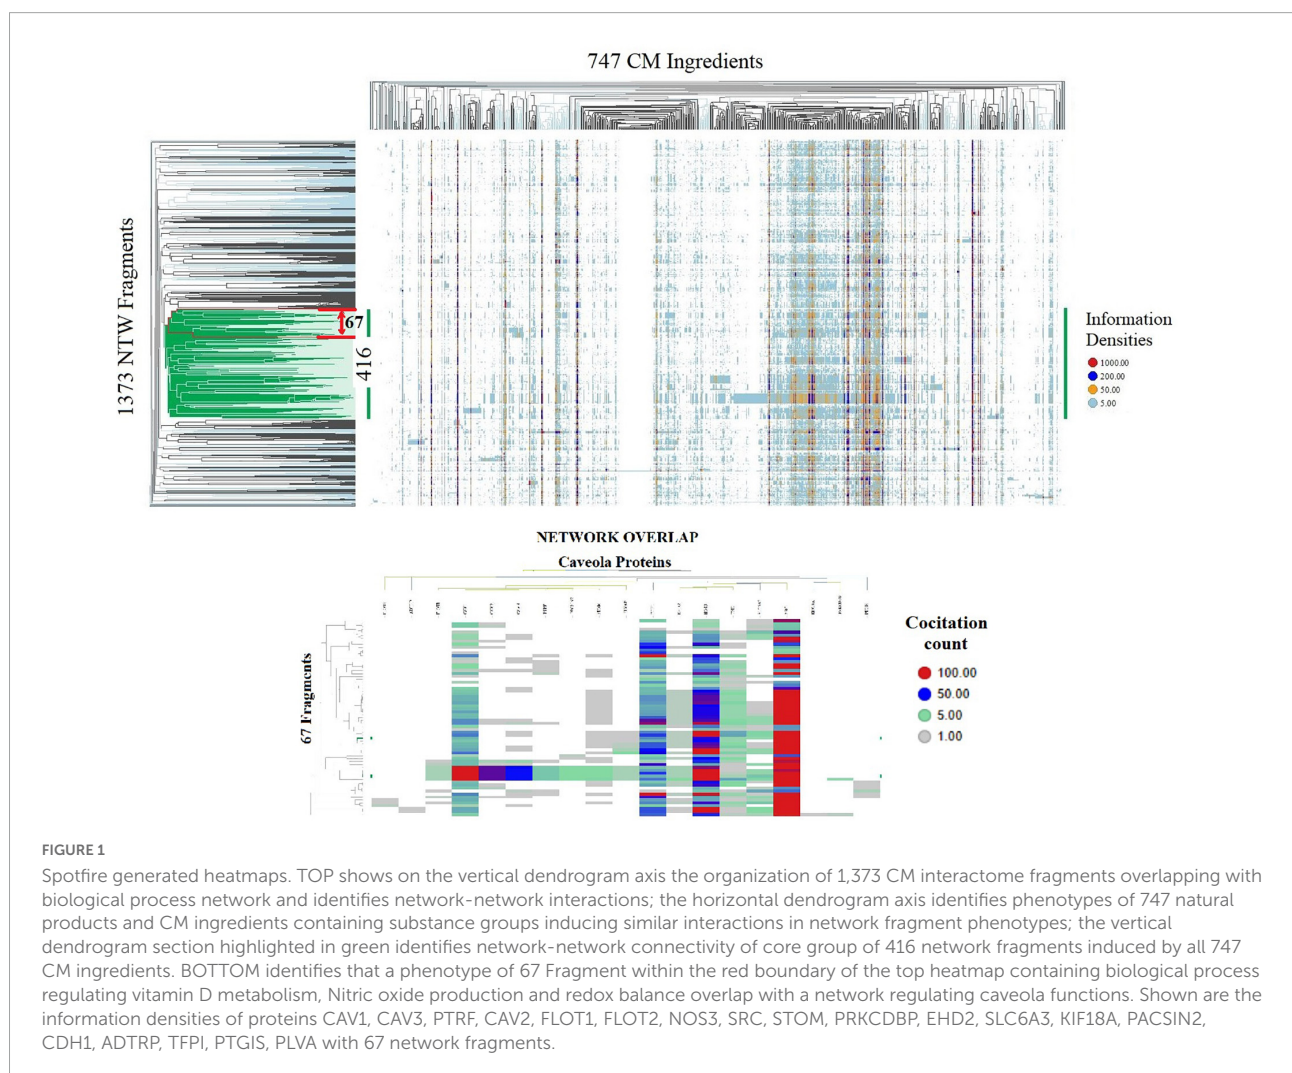 747 CM Ingredients
1373 NTW Fragments
67
416
Information
Densities
1000.00
200.00
50.00
5.00
NETWORK OVERLAP
Caveola Proteins
67 Fragments
Cocitation
count
100.00
50.00
5.00
1.00
FIGURE 1
Spotfire generated heatmaps. TOP shows on the vertical dendrogram axis the organization of 1,373 CM interactome fragments overlapping with
biological process network and identifies network-network interactions; the horizontal dendrogram axis identifies phenotypes of 747 natural
products and CM ingredients containing substance groups inducing similar interactions in network fragment phenotypes; the vertical
dendrogram section highlighted in green identifies network-network connectivity of core group of 416 network fragments induced by all 747
CM ingredients. BOTTOM identifies that a phenotype of 67 Fragment within the red boundary of the top heatmap containing biological process
regulating vitamin D metabolism, Nitric oxide production and redox balance overlap with a network regulating caveola functions. Shown are the
information densities of proteins CAV1, CAV3, PTRF, CAV2, FLOT1, FLOT2, NOS3, SRC, STOM, PRKCDBP, EHD2, SLC6A3, KIF18A, PACSIN2,
CDH1, ADTRP, TFPI, PTGIS, PLVA with 67 network fragments.